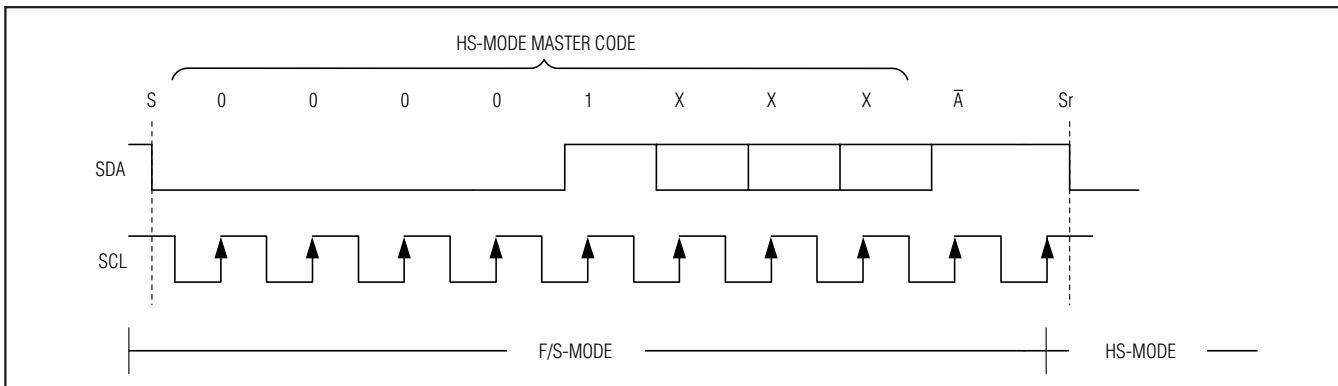 HS-MODE MASTER CODE
S 0 0 0 0 1 X X X A̅ Sr
SDA
SCL
F/S-MODE HS-MODE